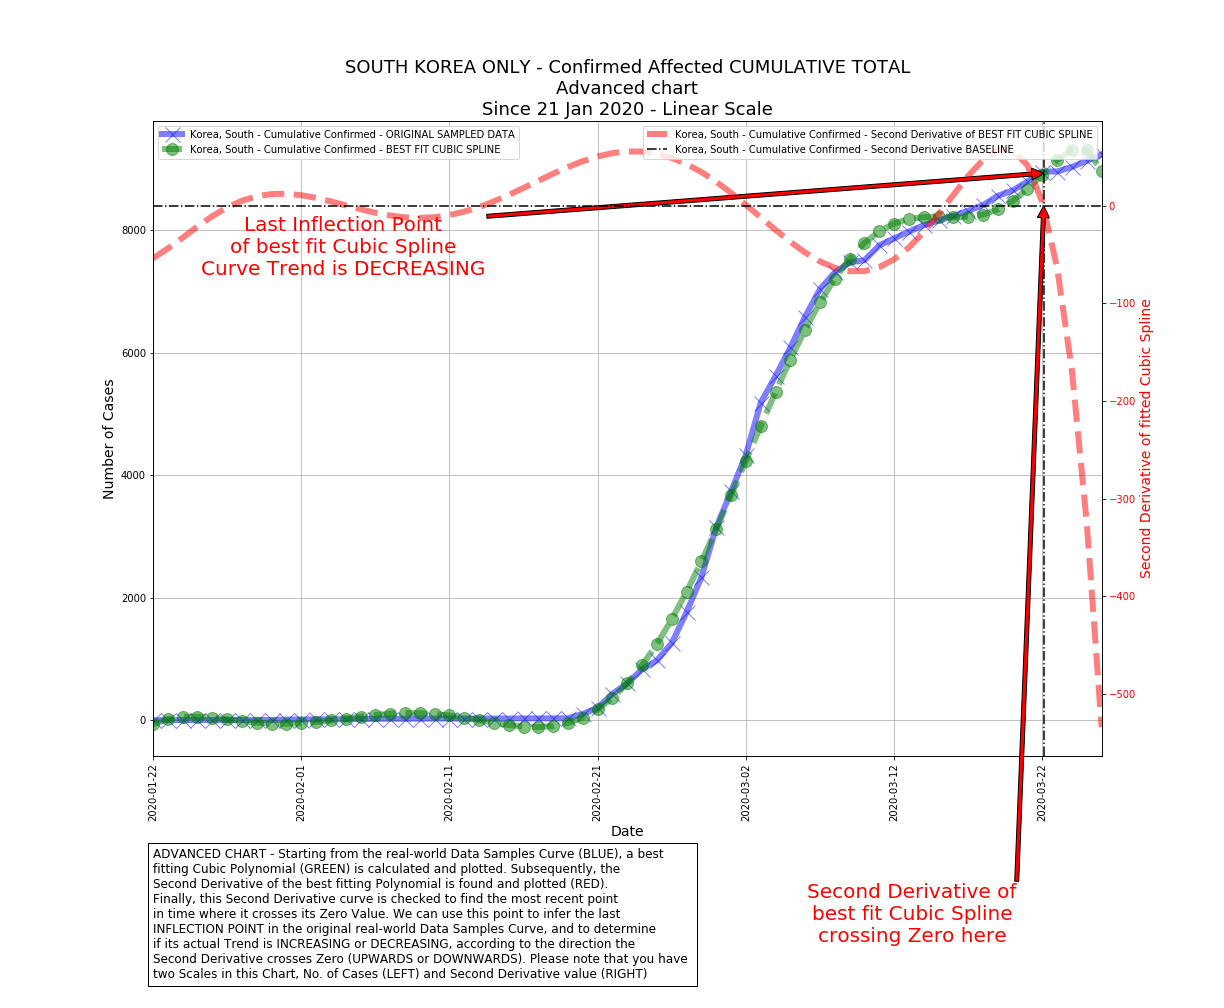 SOUTH KOREA ONLY - Confirmed Affected CUMULATIVE TOTAL
Advanced chart
Since 21 Jan 2020 - Linear Scale
Korea, South - Cumulative Confirmed - ORIGINAL SAMPLED DATA
Korea, South - Cumulative Confirmed - BEST FIT CUBIC SPLINE
Korea, South - Cumulative Confirmed - Second Derivative of BEST FIT CUBIC SPLINE
Korea, South - Cumulative Confirmed - Second Derivative BASELINE
Last Inflection Point
of best fit Cubic Spline
Curve Trend is DECREASING
Number of Cases
8000
6000
4000
2000
0
0
−100
−200
−300
−400
−500
Second Derivative of fitted Cubic Spline
2020-01-22
2020-02-01
2020-02-11
2020-02-21
2020-03-02
2020-03-12
2020-03-22
Date
ADVANCED CHART - Starting from the real-world Data Samples Curve (BLUE), a best
fitting Cubic Polynomial (GREEN) is calculated and plotted. Subsequently, the
Second Derivative of the best fitting Polynomial is found and plotted (RED).
Finally, this Second Derivative curve is checked to find the most recent point
in time where it crosses its Zero Value. We can use this point to infer the last
INFLECTION POINT in the original real-world Data Samples Curve, and to determine
if its actual Trend is INCREASING or DECREASING, according to the direction the
Second Derivative crosses Zero (UPWARDS or DOWNWARDS). Please note that you have
two Scales in this Chart, No. of Cases (LEFT) and Second Derivative value (RIGHT)
Second Derivative of
best fit Cubic Spline
crossing Zero here